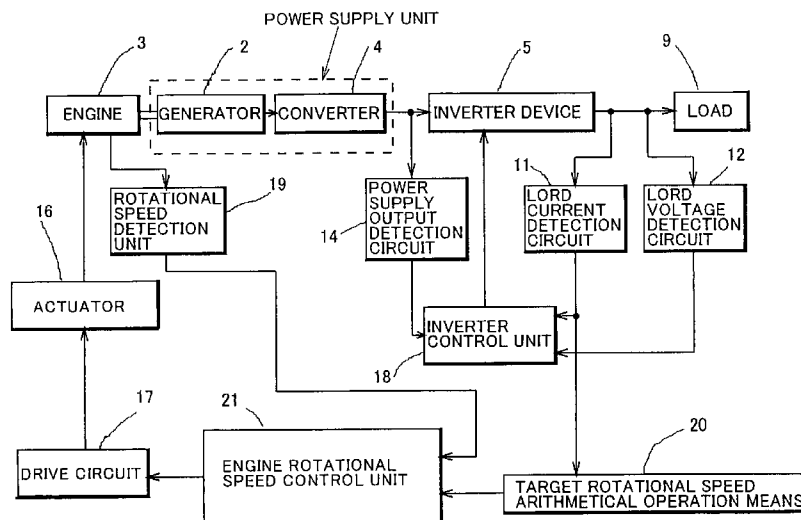 POWER SUPPLY UNIT
3
2
4
5
9
ENGINE
GENERATOR
CONVERTER
INVERTER DEVICE
LOAD
19
11
12
16
ROTATIONAL
SPEED
DETECTION
UNIT
14
POWER
SUPPLY
OUTPUT
DETECTION
CIRCUIT
LORD
CURRENT
DETECTION
CIRCUIT
LORD
VOLTAGE
DETECTION
CIRCUIT
ACTUATOR
INVERTER
CONTROL UNIT
18
17
21
20
DRIVE CIRCUIT
ENGINE ROTATIONAL
SPEED CONTROL UNIT
TARGET ROTATIONAL SPEED
ARITHMETICAL OPERATION MEANS